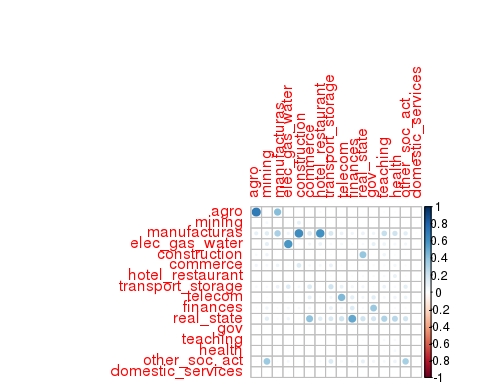 agro
mining
manufacturas
elec_gas_water
construction
commerce
hotel_restaurant
transport_storage
telecom
finances
real_state
gov
teaching
health
other_soc_act
domestic_services
agro
mining
manufacturas
elec_gas_water
construction
commerce
hotel_restaurant
transport_storage
telecom
finances
real_state
gov
teaching
health
other_soc_act
domestic_services
1
0.8
0.6
0.4
0.2
0
-0.2
-0.4
-0.6
-0.8
-1